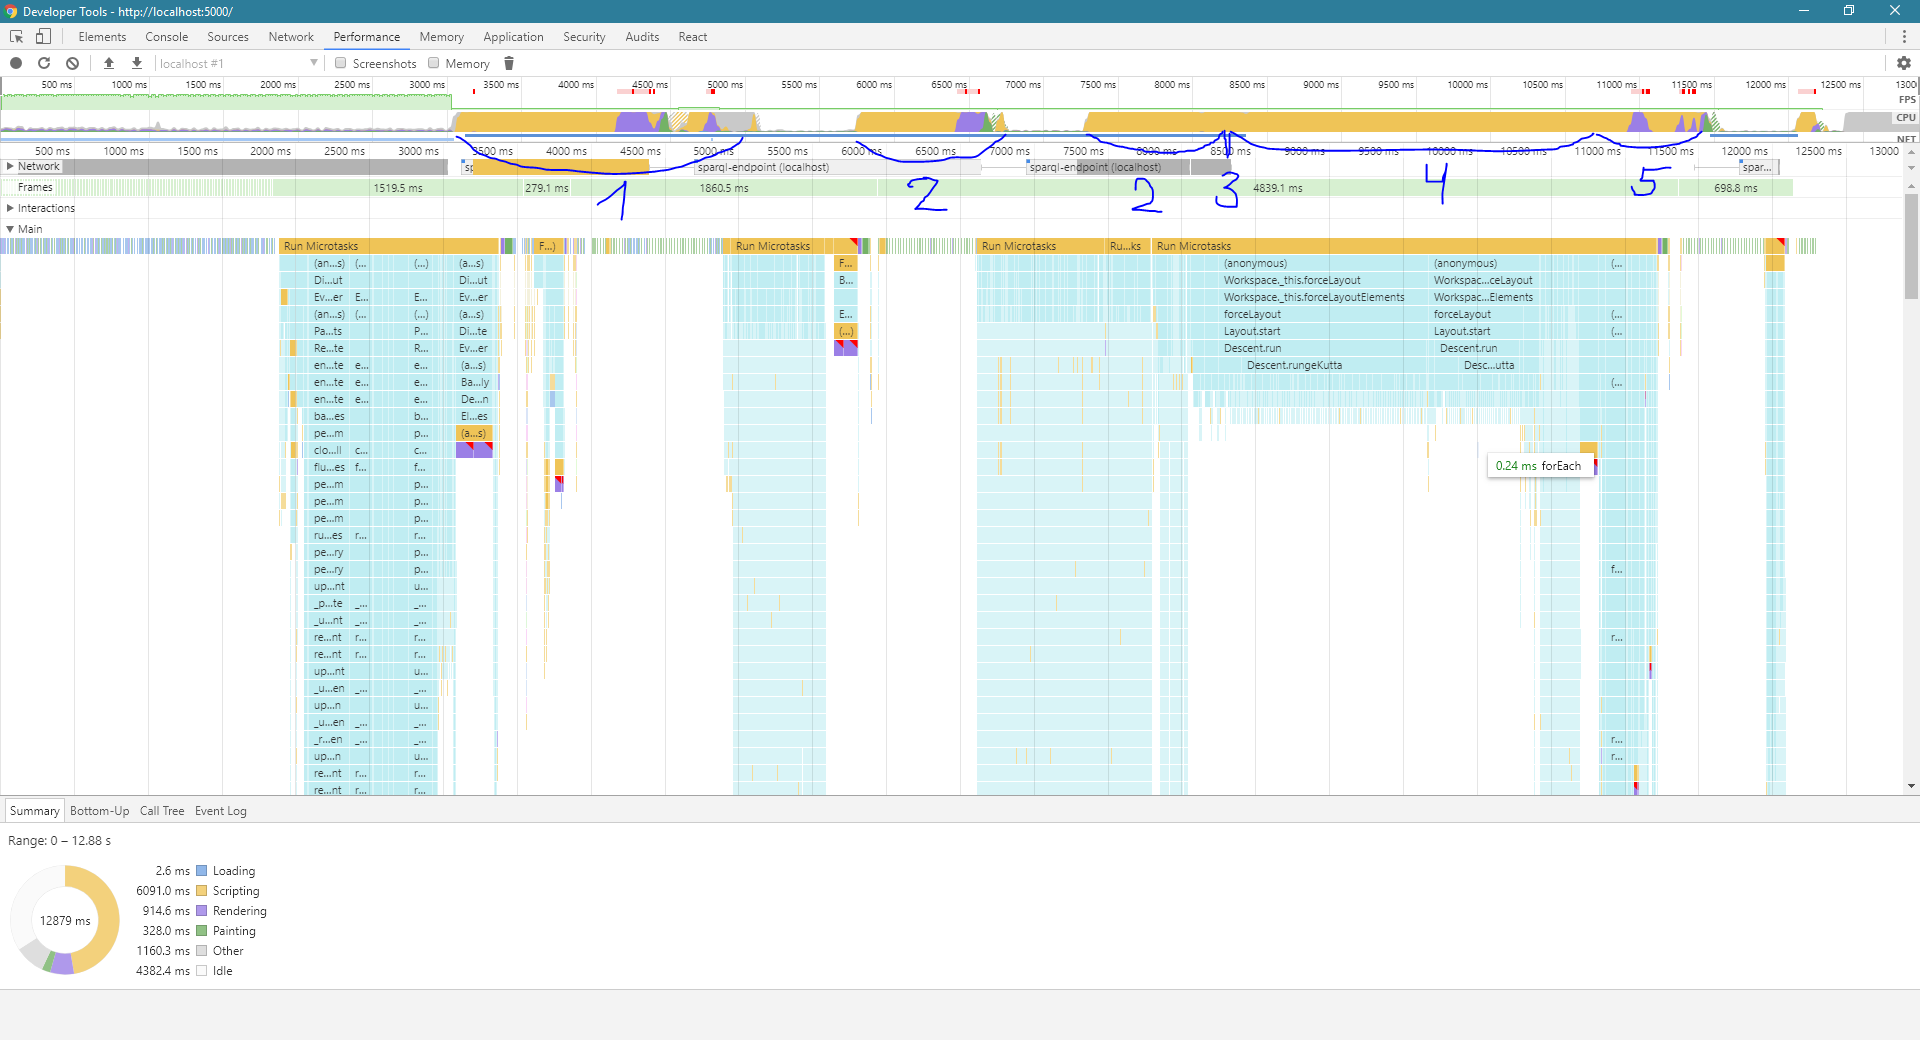 Developer Tools - http://localhost:5000/
Elements Console Sources Network Performance Memory Application Security Audits React
localhost #1 Screenshots Memory
500 ms 1000 ms 1500 ms 2000 ms 2500 ms 3000 ms 3500 ms 4000 ms 4500 ms 5000 ms 5500 ms 6000 ms 6500 ms 7000 ms 7500 ms 8000 ms 8500 ms 9000 ms 9500 ms 10000 ms 10500 ms 11000 ms 11500 ms 12000 ms 12500 ms 1300
FPS
CPU
NET
500 ms 1000 ms 1500 ms 2000 ms 2500 ms 3000 ms 3500 ms 4000 ms 4500 ms 5000 ms 5500 ms 6000 ms 6500 ms 7000 ms 7500 ms 8000 ms 8500 ms 9000 ms 9500 ms 10000 ms 10500 ms 11000 ms 11500 ms 12000 ms 12500 ms 13000
Network sp sparql-endpoint (localhost) sparql-endpoint (localhost) spar...
Frames 1519.5 ms 279.1 ms 1860.5 ms 4839.1 ms 698.8 ms
1 2 2 3 4 5
Interactions
Main
Run Microtasks F...) Run Microtasks Run Microtasks Ru...ks Run Microtasks
(an...s) (... (...) (a...s) F... (anonymous) (anonymous) (...
Di...ut Di...ut B... Workspace._this.forceLayout Workspac...ceLayout
Ev...er E... E... Ev...er Workspace._this.forceLayoutElements Workspac...Elements
(an...s) (... (...) (a...s) E... forceLayout forceLayout (...
Pa...ts P... Di...te (...) Layout.start Layout.start (...
Re...te R... Ev...er Descent.run Descent.run
en...te e... e... (a...s) Descent.rungeKutta Desc...utta
en...te e... e... Ba...ly (...
en...te e... e... De...n
ba...es b... El...es
pe...m p... (a...s)
clo...ll c... c...
flu...es f... f... 0.24 ms forEach
pe...m p...
pe...m p...
pe...m p...
ru...es r... r...
pe...ry p...
pe...ry p... f...
up...nt u...
_p...te _... _...
_u...nt _... _...
re...nt r... r... r...
re...nt r... r...
up...nt u...
_u...en _... _...
up...n u...
_u...en _... _...
_r...en _... _... r...
up...n u... r...
re...nt r... r...
re...nt r... r...
Summary Bottom-Up Call Tree Event Log
Range: 0 – 12.88 s
12879 ms
2.6 ms Loading
6091.0 ms Scripting
914.6 ms Rendering
328.0 ms Painting
1160.3 ms Other
4382.4 ms Idle